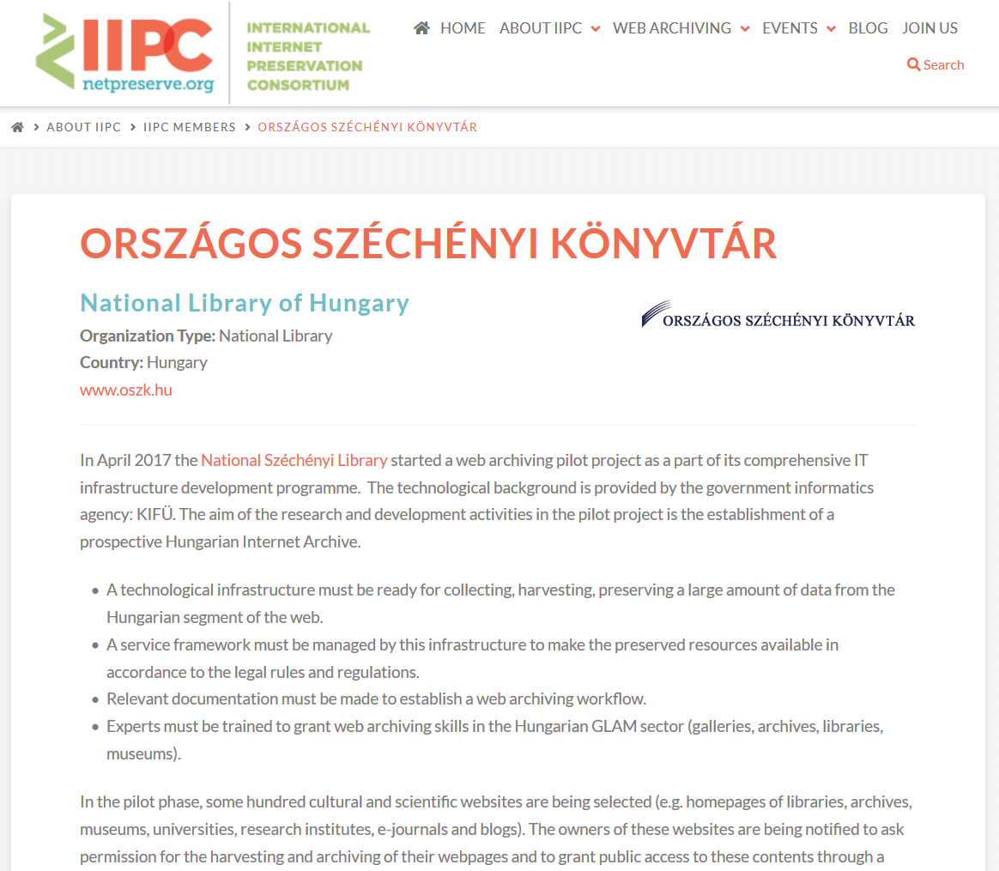 IIPC
netpreserve.org
INTERNATIONAL
INTERNET
PRESERVATION
CONSORTIUM
HOME ABOUT IIPC WEB ARCHIVING EVENTS BLOG JOIN US
Search
ABOUT IIPC IIPC MEMBERS ORSZÁGOS SZÉCHÉNYI KÖNYVTÁR
ORSZÁGOS SZÉCHÉNYI KÖNYVTÁR
National Library of Hungary
ORSZÁGOS SZÉCHÉNYI KÖNYVTÁR
Organization Type: National Library
Country: Hungary
www.oszk.hu
In April 2017 the National Széchényi Library started a web archiving pilot project as a part of its comprehensive IT
infrastructure development programme. The technological background is provided by the government informatics
agency: KIFÜ. The aim of the research and development activities in the pilot project is the establishment of a
prospective Hungarian Internet Archive.
• A technological infrastructure must be ready for collecting, harvesting, preserving a large amount of data from the
Hungarian segment of the web.
• A service framework must be managed by this infrastructure to make the preserved resources available in
accordance to the legal rules and regulations.
• Relevant documentation must be made to establish a web archiving workflow.
• Experts must be trained to grant web archiving skills in the Hungarian GLAM sector (galleries, archives, libraries,
museums).
In the pilot phase, some hundred cultural and scientific websites are being selected (e.g. homepages of libraries, archives,
museums, universities, research institutes, e-journals and blogs). The owners of these websites are being notified to ask
permission for the harvesting and archiving of their webpages and to grant public access to these contents through a